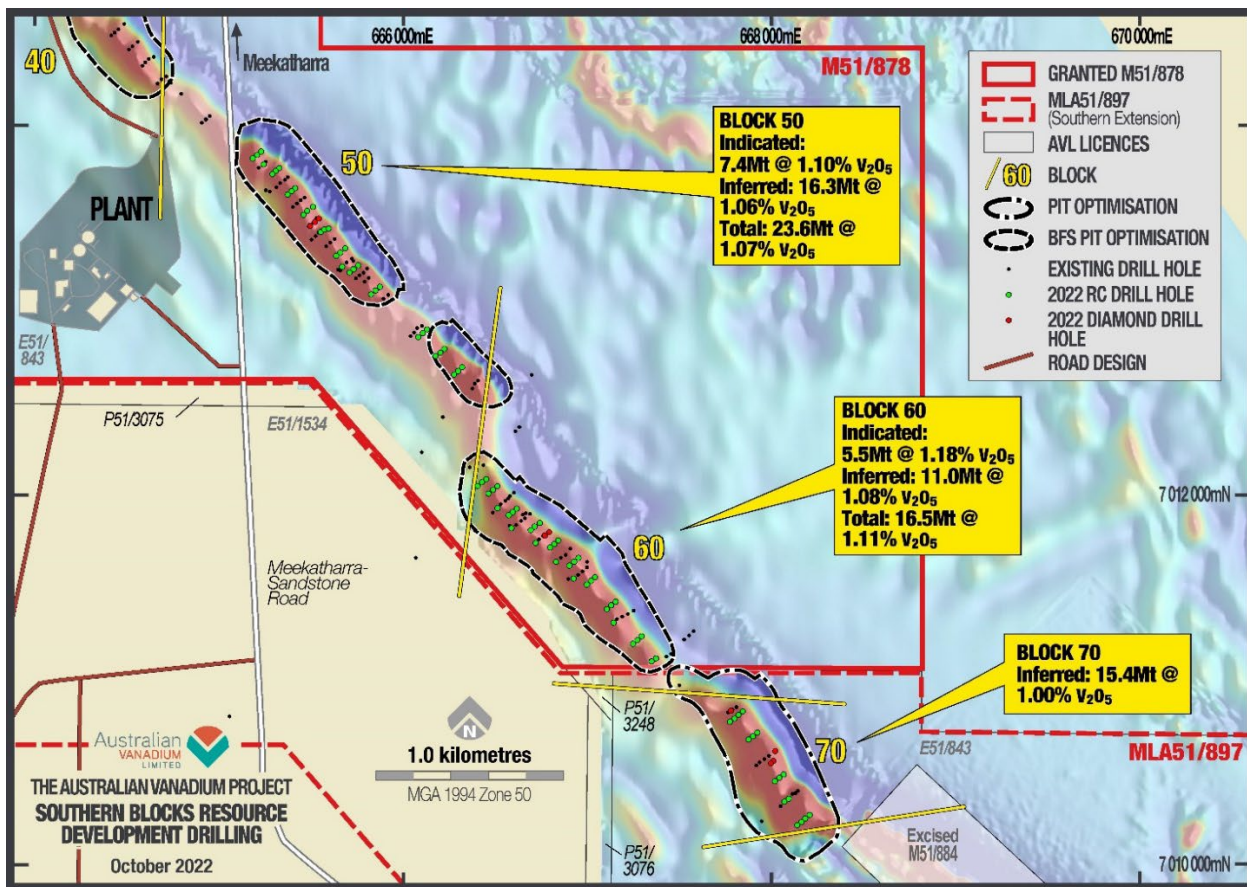 666 000mE
668 000mE
670 000mE
40
Meekatharra
M51/878
GRANTED M51/878
MLA51/897
(Southern Extension)
AVL LICENCES
60 BLOCK
PIT OPTIMISATION
BFS PIT OPTIMISATION
EXISTING DRILL HOLE
2022 RC DRILL HOLE
2022 DIAMOND DRILL
HOLE
ROAD DESIGN
BLOCK 50
Indicated:
7.4Mt @ 1.10% V₂O₅
Inferred: 16.3Mt @
1.06% V₂O₅
Total: 23.6Mt @
1.07% V₂O₅
50
PLANT
E51/
843
P51/3075
E51/1534
BLOCK 60
Indicated:
5.5Mt @ 1.18% V₂O₅
Inferred: 11.0Mt @
1.08% V₂O₅
Total: 16.5Mt @
1.11% V₂O₅
7 012 000mN
60
Meekatharra-
Sandstone
Road
BLOCK 70
Inferred: 15.4Mt @
1.00% V₂O₅
P51/
3248
70
E51/843
MLA51/897
N
1.0 kilometres
MGA 1994 Zone 50
Australian
VANADIUM
LIMITED
THE AUSTRALIAN VANADIUM PROJECT
SOUTHERN BLOCKS RESOURCE
DEVELOPMENT DRILLING
October 2022
P51/
3076
Excised
M51/884
7 010 000mN